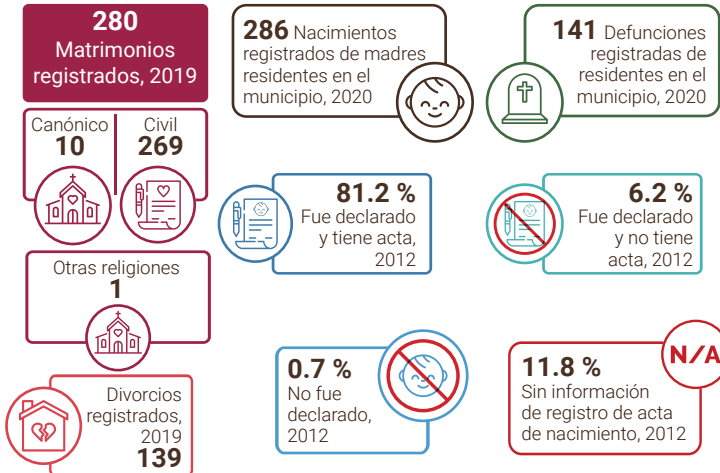 280
Matrimonios
registrados, 2019
Canónico
10
Civil
269
Otras religiones
1
Divorcios
registrados,
2019
139
286 Nacimientos
registrados de madres
residentes en el
municipio, 2020
141 Defunciones
registradas de
residentes en el
municipio, 2020
81.2 %
Fue declarado
y tiene acta,
2012
6.2 %
Fue declarado
y no tiene
acta, 2012
0.7 %
No fue
declarado,
2012
11.8 %
Sin información
de registro de acta
de nacimiento, 2012
N/A